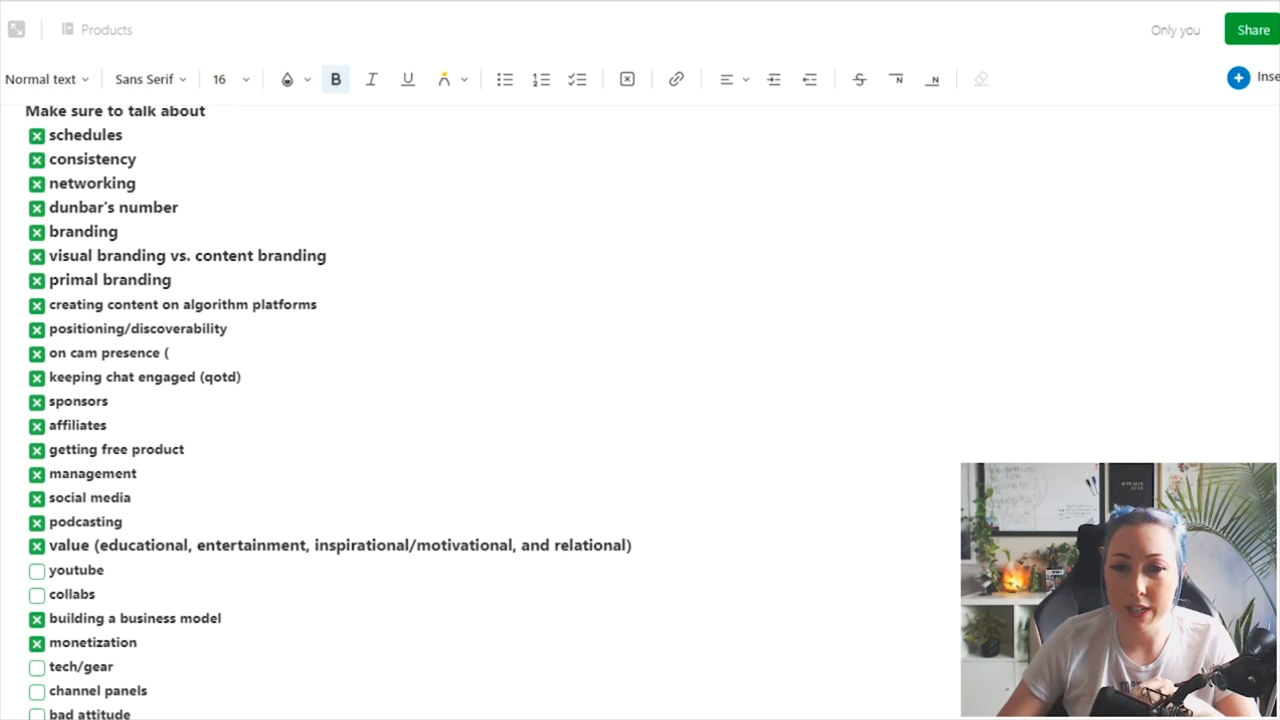 Products
Only you
Share
Normal text
Sans Serif
16
B
I
U
Inse
Make sure to talk about
schedules
consistency
networking
dunbar's number
branding
visual branding vs. content branding
primal branding
creating content on algorithm platforms
positioning/discoverability
on cam presence (
keeping chat engaged (qotd)
sponsors
affiliates
getting free product
management
social media
podcasting
value (educational, entertainment, inspirational/motivational, and relational)
youtube
collabs
building a business model
monetization
tech/gear
channel panels
bad attitude